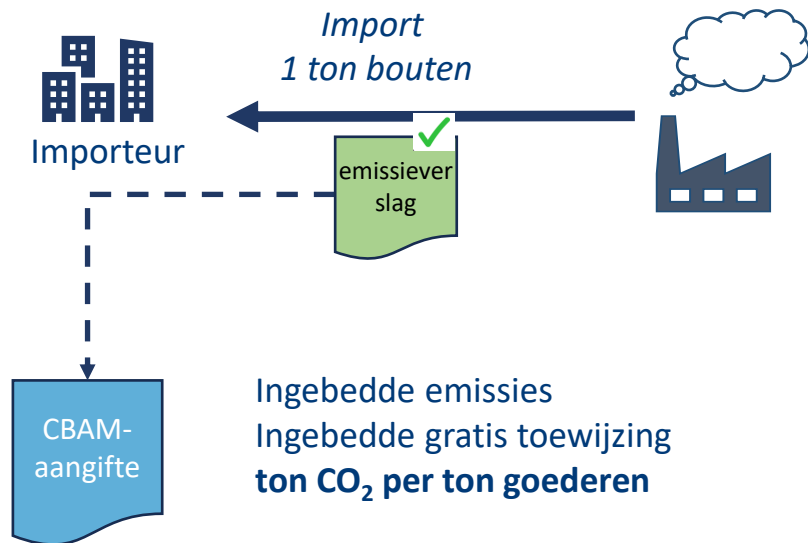 Import
1 ton bouten
Importeur
emissiever
slag
CBAM-
aangifte
Ingebedde emissies
Ingebedde gratis toewijzing
ton CO₂ per ton goederen